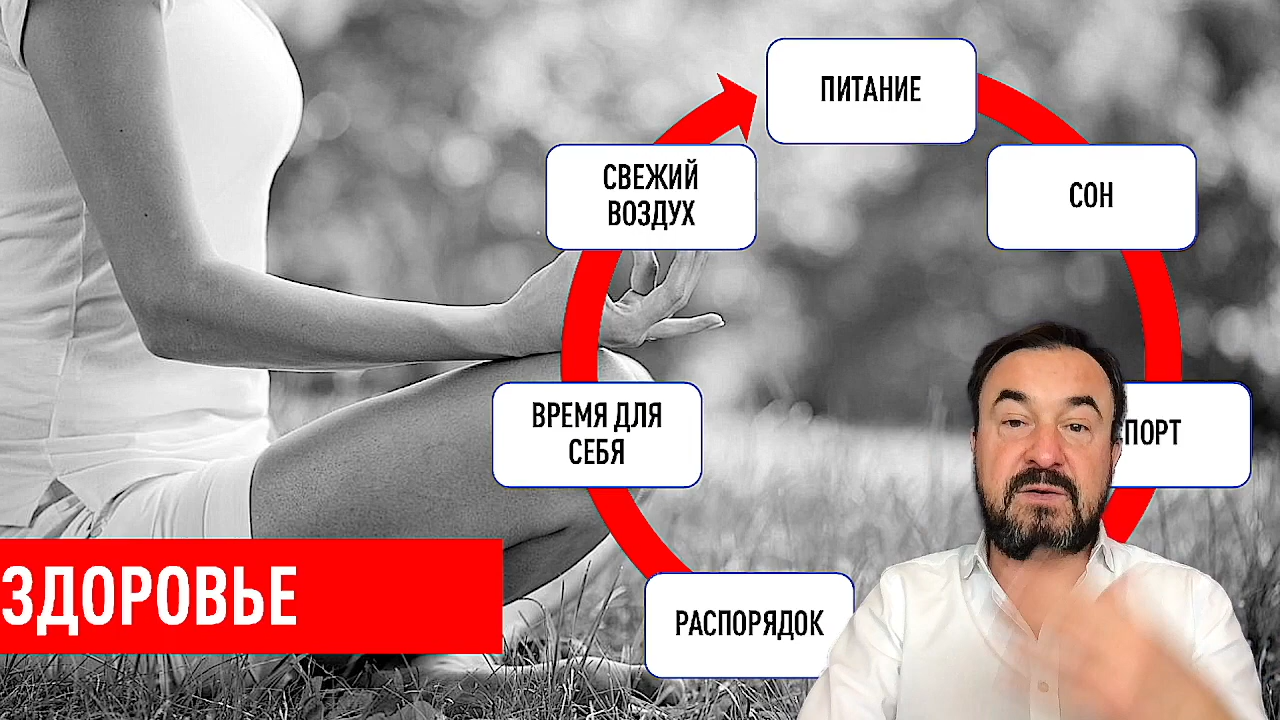 ПИТАНИЕ
СОН
ПОРТ
РАСПОРЯДОК
ВРЕМЯ ДЛЯ
СЕБЯ
СВЕЖИЙ
ВОЗДУХ
ЗДОРОВЬЕ